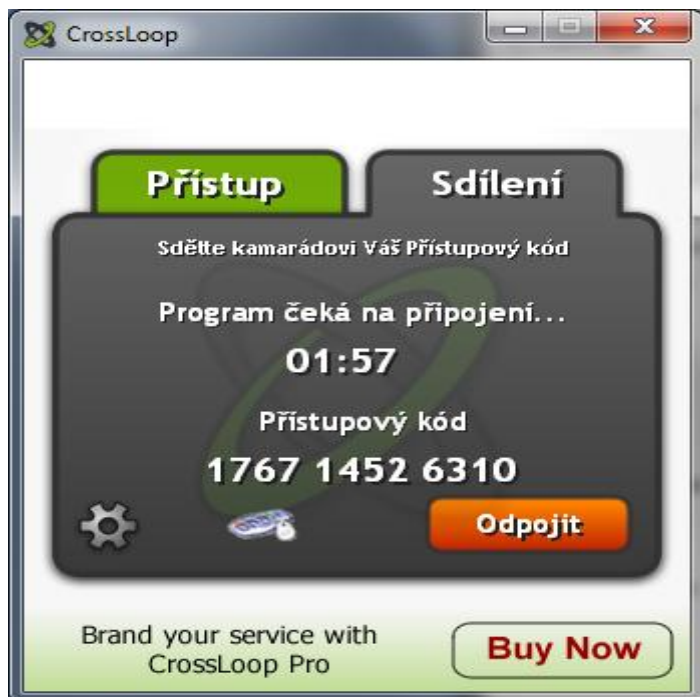 CrossLoop
Přístup
Sdílení
Sdělte kamarádovi Váš Přístupový kód
Program čeká na připojení...
01:57
Přístupový kód
1767 1452 6310
Odpojit
Brand your service with
CrossLoop Pro
Buy Now